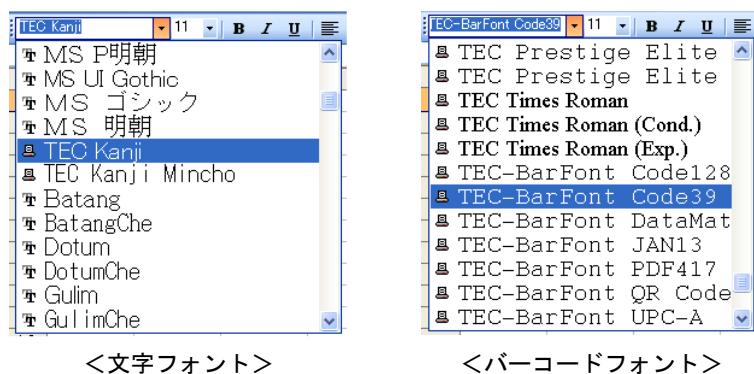 TEC Kanji 11 B I U
MS P明朝
MS UI Gothic
MS ゴシック
MS 明朝
TEC Kanji
TEC Kanji Mincho
Batang
BatangChe
Dotum
DotumChe
Gulim
GulimChe
＜文字フォント＞
TEC-BarFont Code39 11 B I U
TEC Prestige Elite
TEC Prestige Elite
TEC Times Roman
TEC Times Roman (Cond.)
TEC Times Roman (Exp.)
TEC-BarFont Code128
TEC-BarFont Code39
TEC-BarFont DataMat
TEC-BarFont JAN13
TEC-BarFont PDF417
TEC-BarFont QR Code
TEC-BarFont UPC-A
＜バーコードフォント＞